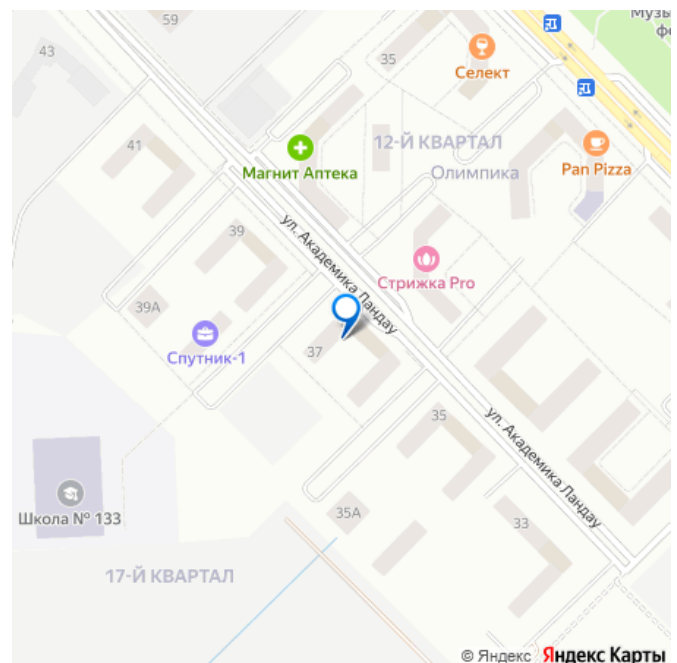 59
Музы
фо
43
35
Селект
41
12-Й КВАРТАЛ
Магнит Аптека
Олимпика
Pan Pizza
39
ул. Академика Ландау
Стрижка Pro
39А
Спутник-1
37
35
ул. Академика Ландау
Школа № 133
35А
33
17-Й КВАРТАЛ
© Яндекс Яндекс Карты